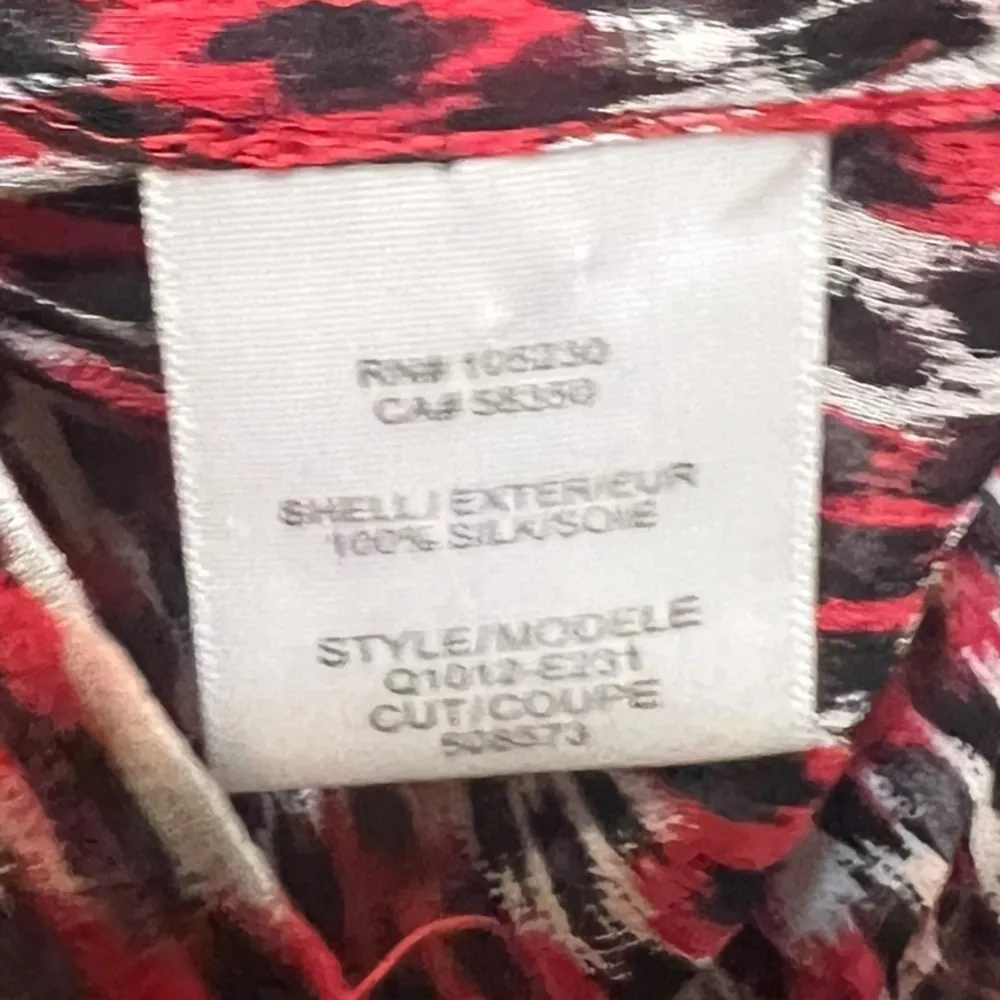 RN# 105230
CA# 58350
SHELL/ EXTERIEUR
100% SILK/SOIE
STYLE/MODELE
Q1012-E231
CUT/COUPE
508573